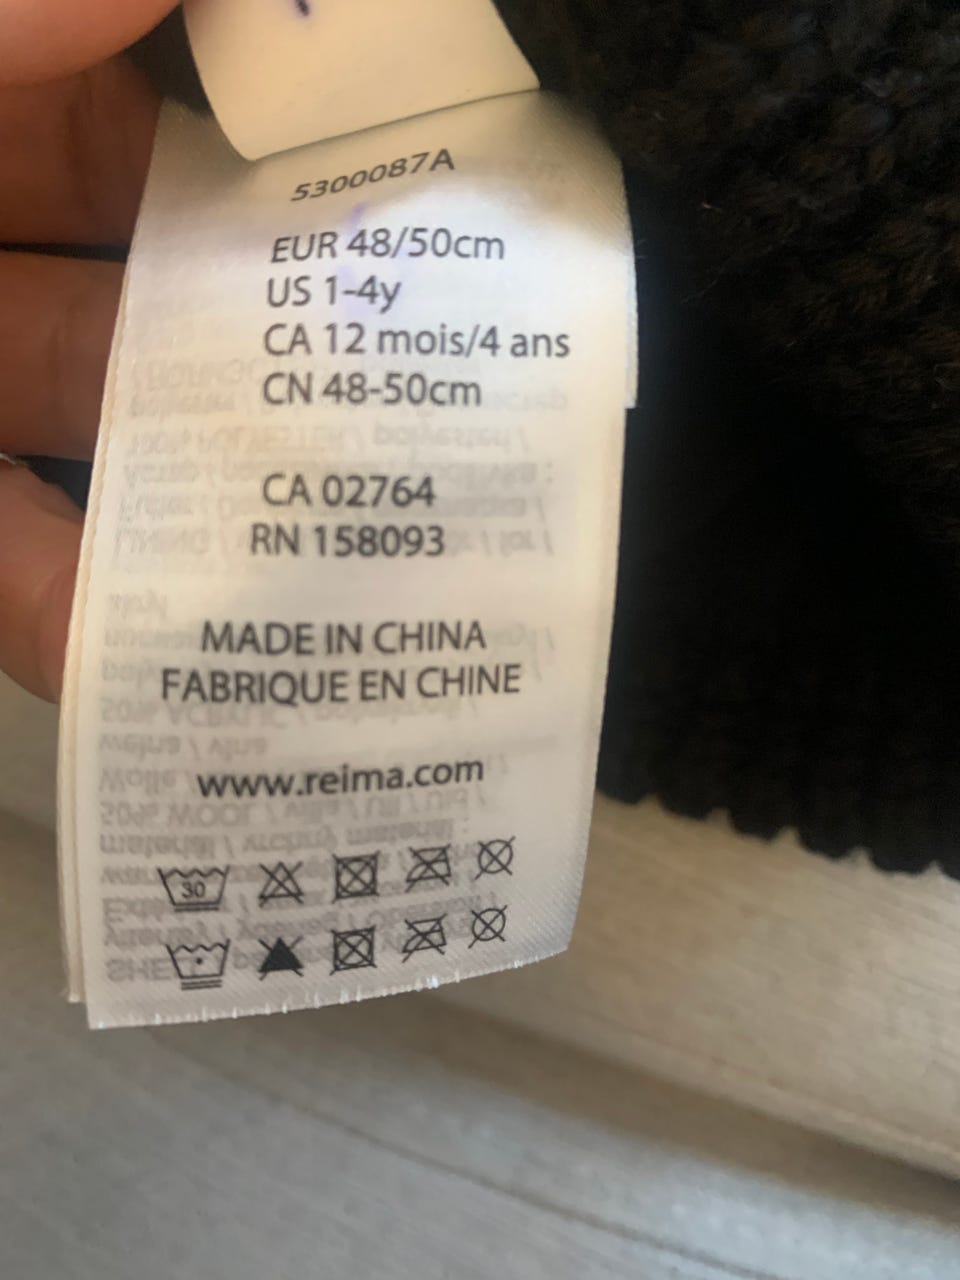 5300087A
EUR 48/50cm
US 1-4y
CA 12 mois/4 ans
CN 48-50cm
CA 02764
RN 158093
MADE IN CHINA
FABRIQUE EN CHINE
www.reima.com
30